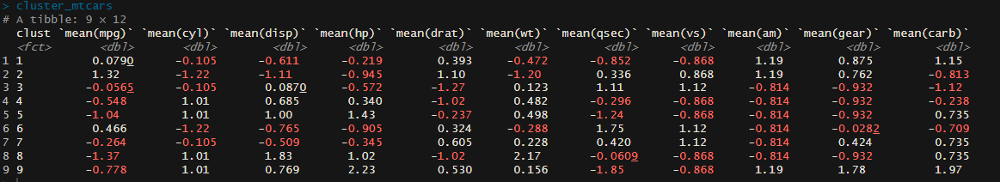 > cluster_mtcars
# A tibble: 9 × 12
clust `mean(mpg)` `mean(cyl)` `mean(disp)` `mean(hp)` `mean(drat)` `mean(wt)` `mean(qsec)` `mean(vs)` `mean(am)` `mean(gear)` `mean(carb)`
<fct> <dbl> <dbl> <dbl> <dbl> <dbl> <dbl> <dbl> <dbl> <dbl> <dbl> <dbl>
1 1 0.0790 -0.105 -0.611 -0.219 0.393 -0.472 -0.852 -0.868 1.19 0.875 1.15
2 2 1.32 -1.22 -1.11 -0.945 1.10 -1.20 0.336 0.868 1.19 0.762 -0.813
3 3 -0.0565 -0.105 0.0870 -0.572 -1.27 0.123 1.11 1.12 -0.814 -0.932 -1.12
4 4 -0.548 1.01 0.685 0.340 -1.02 0.482 -0.296 -0.868 -0.814 -0.932 -0.238
5 5 -1.04 1.01 1.00 1.43 -0.237 0.498 -1.24 -0.868 -0.814 -0.932 0.735
6 6 0.466 -1.22 -0.765 -0.905 0.324 -0.288 1.75 1.12 -0.814 -0.0282 -0.709
7 7 -0.264 -0.105 -0.509 -0.345 0.605 0.228 0.420 1.12 -0.814 0.424 0.735
8 8 -1.37 1.01 1.83 1.02 -1.02 2.17 -0.0609 -0.868 -0.814 -0.932 0.735
9 9 -0.778 1.01 0.769 2.23 0.530 0.156 -1.85 -0.868 1.19 1.78 1.97